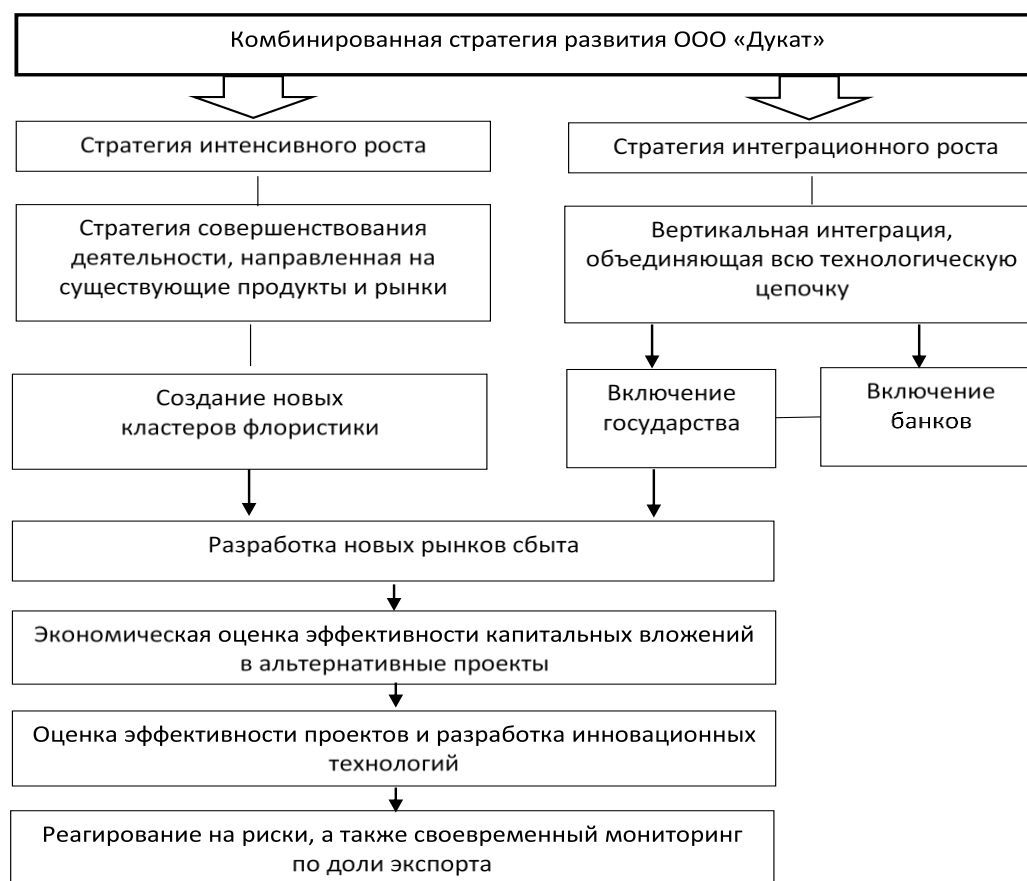 Комбинированная стратегия развития ООО «Дукат»
Стратегия интенсивного роста
Стратегия интеграционного роста
Стратегия совершенствования
деятельности, направленная на
существующие продукты и рынки
Вертикальная интеграция,
объединяющая всю технологическую
цепочку
Создание новых
кластеров флористики
Включение
государства
Включение
банков
Разработка новых рынков сбыта
Экономическая оценка эффективности капитальных вложений
в альтернативные проекты
Оценка эффективности проектов и разработка инновационных
технологий
Реагирование на риски, а также своевременный мониторинг
по доли экспорта